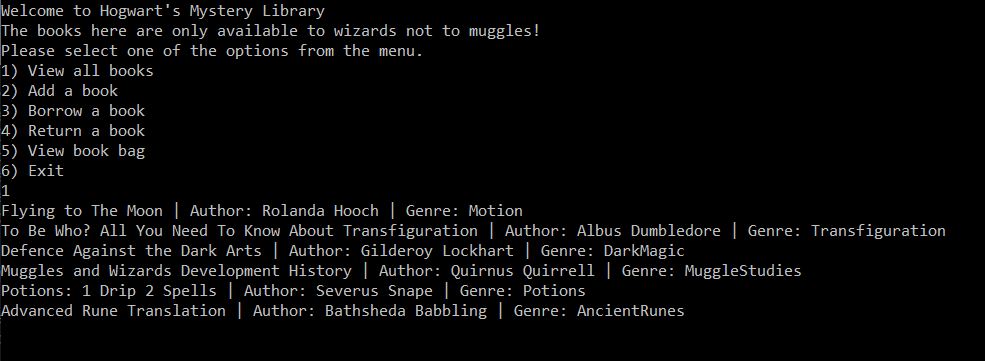 Welcome to Hogwart's Mystery Library
The books here are only available to wizards not to muggles!
Please select one of the options from the menu.
1) View all books
2) Add a book
3) Borrow a book
4) Return a book
5) View book bag
6) Exit
1
Flying to The Moon | Author: Rolanda Hooch | Genre: Motion
To Be Who? All You Need To Know About Transfiguration | Author: Albus Dumbledore | Genre: Transfiguration
Defence Against the Dark Arts | Author: Gilderoy Lockhart | Genre: DarkMagic
Muggles and Wizards Development History | Author: Quirnus Quirrell | Genre: MuggleStudies
Potions: 1 Drip 2 Spells | Author: Severus Snape | Genre: Potions
Advanced Rune Translation | Author: Bathsheda Babbling | Genre: AncientRunes